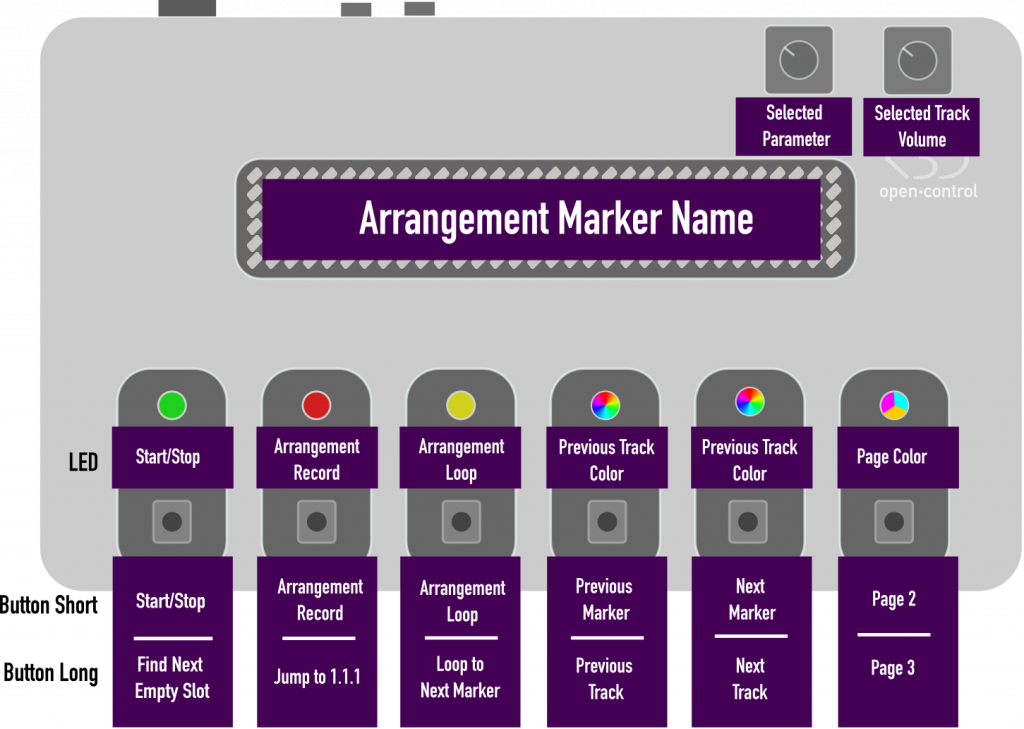 Selected
Parameter
Selected Track
Volume
open•control
Arrangement Marker Name
LED
Start/Stop
Arrangement
Record
Arrangement
Loop
Previous Track
Color
Previous Track
Color
Page Color
Button Short
Start/Stop
Arrangement
Record
Arrangement
Loop
Previous
Marker
Next
Marker
Page 2
Button Long
Find Next
Empty Slot
Jump to 1.1.1
Loop to
Next Marker
Previous
Track
Next
Track
Page 3